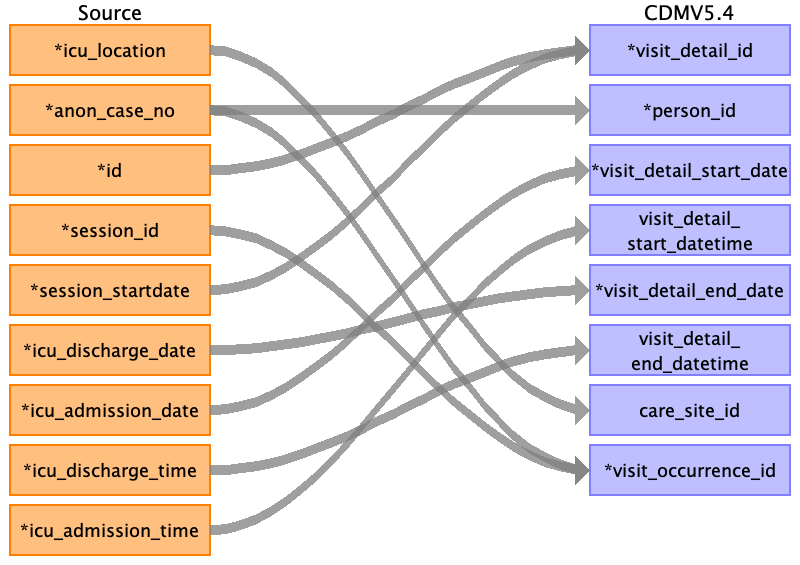 Source
CDMV5.4
*icu_location
*visit_detail_id
*anon_case_no
*person_id
*id
*visit_detail_start_date
*session_id
visit_detail_
start_datetime
*session_startdate
*visit_detail_end_date
*icu_discharge_date
visit_detail_
end_datetime
*icu_admission_date
care_site_id
*icu_discharge_time
*visit_occurrence_id
*icu_admission_time